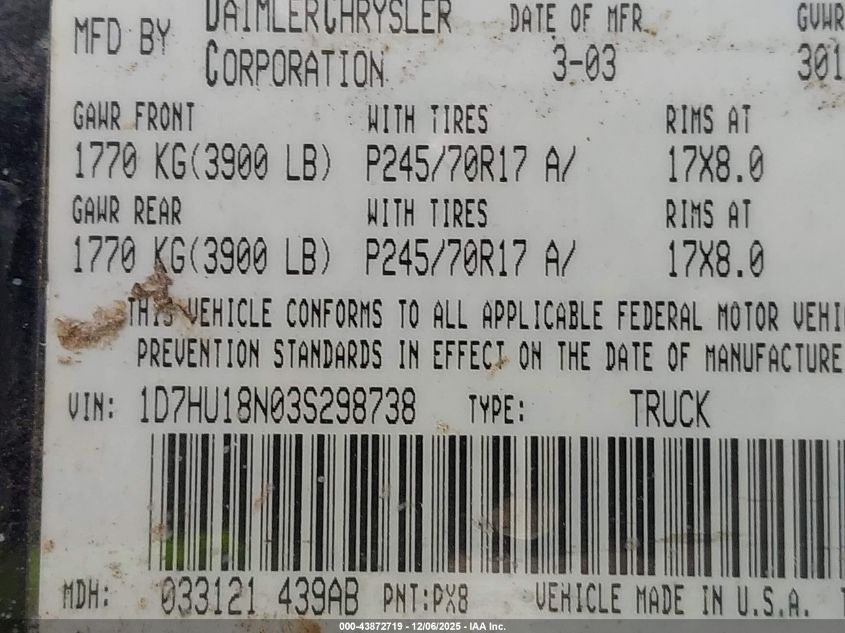 MFD BY DAIMLERCHRYSLER DATE OF MFR GVWR
CORPORATION 3-03 301
GAWR FRONT WITH TIRES RIMS AT
1770 KG(3900 LB) P245/70R17 A/ 17X8.0
GAWR REAR WITH TIRES RIMS AT
1770 KG(3900 LB) P245/70R17 A/ 17X8.0
THIS VEHICLE CONFORMS TO ALL APPLICABLE FEDERAL MOTOR VEHI
PREVENTION STANDARDS IN EFFECT ON THE DATE OF MANUFACTURE
VIN: 1D7HU18N03S298738 TYPE: TRUCK
MDH: 033121 439AB PNT:PX8 VEHICLE MADE IN U.S.A.
000-43872719 - 12/06/2025 - IAA Inc.